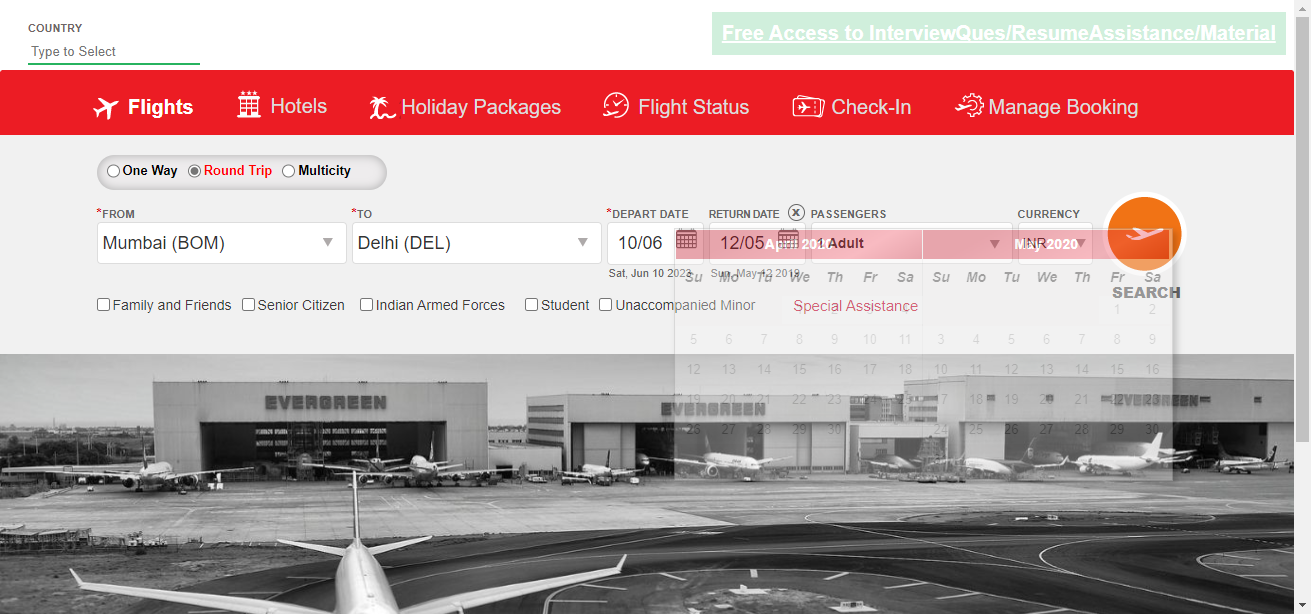 COUNTRY
Type to Select
Free Access to InterviewQues/ResumeAssistance/Material
Flights
Hotels
Holiday Packages
Flight Status
Check-In
Manage Booking
One Way
Round Trip
Multicity
*FROM
*TO
*DEPART DATE
RETURN DATE
PASSENGERS
CURRENCY
Mumbai (BOM)
Delhi (DEL)
10/06
12/05
1 Adult
INR
Sat, Jun 10 2023
Sun, May 12 2019
SEARCH
Family and Friends
Senior Citizen
Indian Armed Forces
Student
Unaccompanied Minor
Special Assistance
April 2020
May 2020
Su Mo Tu We Th Fr Sa
Su Mo Tu We Th Fr Sa
1 2
5 6 7 8 9 10 11
3 4 5 6 7 8 9
12 13 14 15 16 17 18
10 11 12 13 14 15 16
19 20 21 22 23 24 25
17 18 19 20 21 22 23
26 27 28 29 30
24 25 26 27 28 29 30
EVERGREEN
EVERGREEN
EVERGREEN